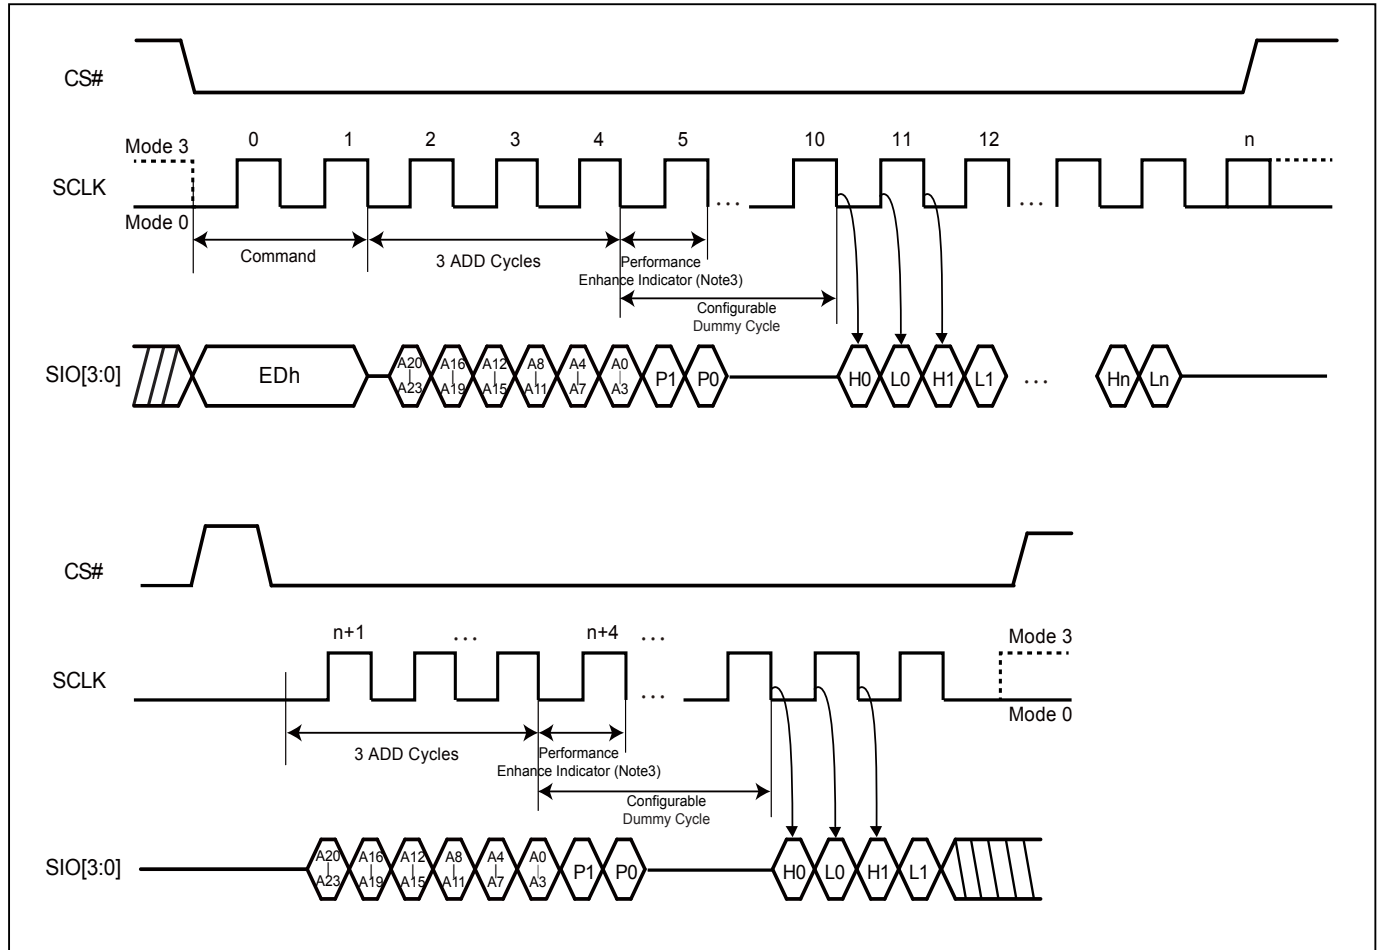 CS#
0 1 2 3 4 5 10 11 12 n
Mode 3
SCLK
... ...
Mode 0
Command
3 ADD Cycles
Performance
Enhance Indicator (Note3)
Configurable
Dummy Cycle
SIO[3:0]
EDh
A20 | A23
A16 | A19
A12 | A15
A8 | A11
A4 | A7
A0 | A3
P1 P0 H0 L0 H1 L1 ... Hn Ln
CS#
n+1 ... n+4 ...
Mode 3
SCLK
...
Mode 0
3 ADD Cycles
Performance
Enhance Indicator (Note3)
Configurable
Dummy Cycle
SIO[3:0]
A20 | A23
A16 | A19
A12 | A15
A8 | A11
A4 | A7
A0 | A3
P1 P0 H0 L0 H1 L1